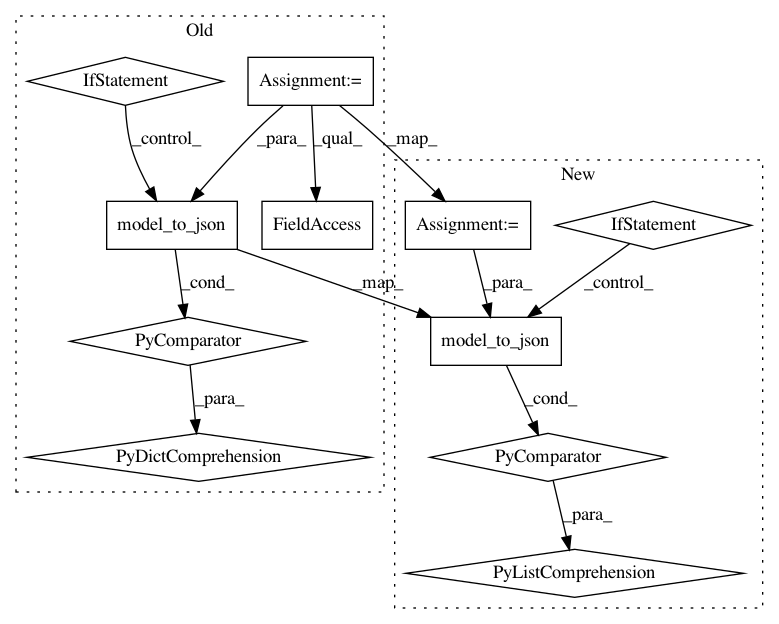 Old
IfStatement
Assignment:=
_control_
_para_
_qual_
_map_
New
model_to_json
FieldAccess
Assignment:=
IfStatement
_cond_
_map_
_para_
_control_
PyComparator
model_to_json
_para_
_cond_
PyDictComprehension
PyComparator
_para_
PyListComprehension